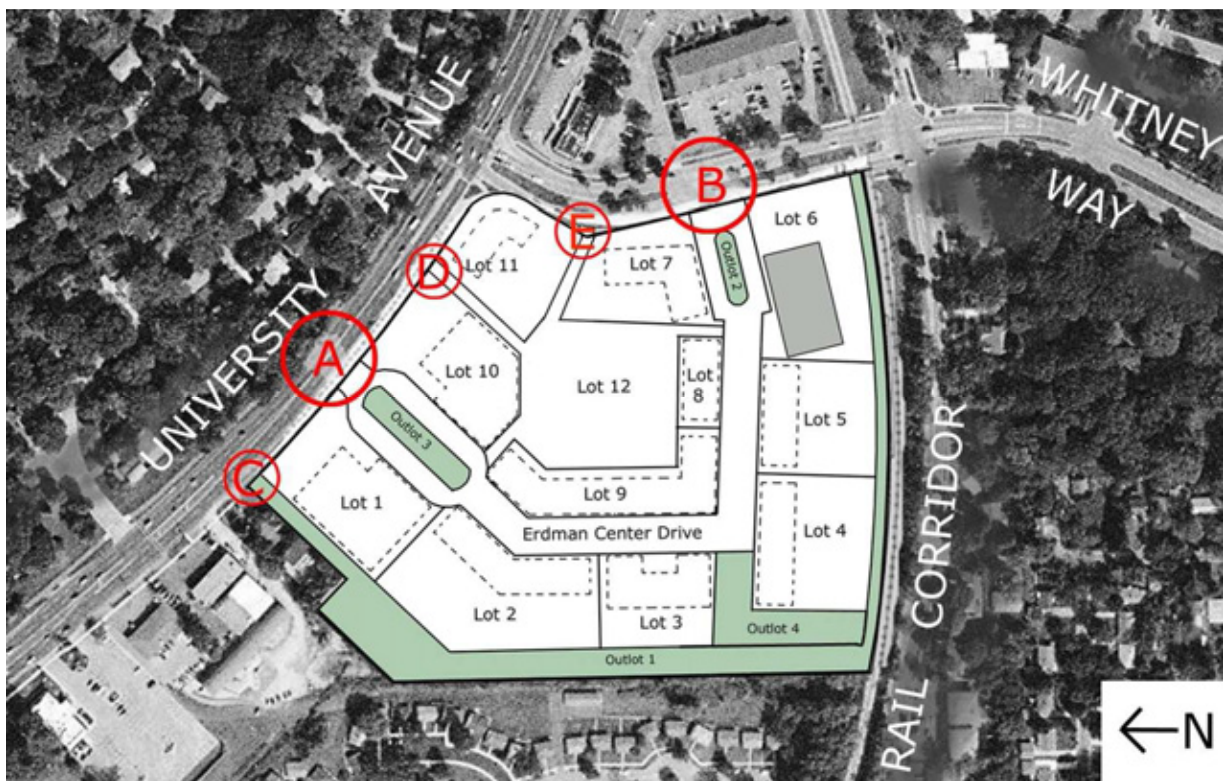 UNIVERSITY
AVENUE
WHITNEY
WAY
A
B
C
D
E
Lot 11
Lot 7
Outlot 2
Lot 6
Lot 10
Lot 12
Lot
8
Lot 5
Outlot 3
Lot 1
Lot 9
Erdman Center Drive
Lot 4
Lot 2
Lot 3
Outlot 4
Outlot 1
RAIL CORRIDOR
←N